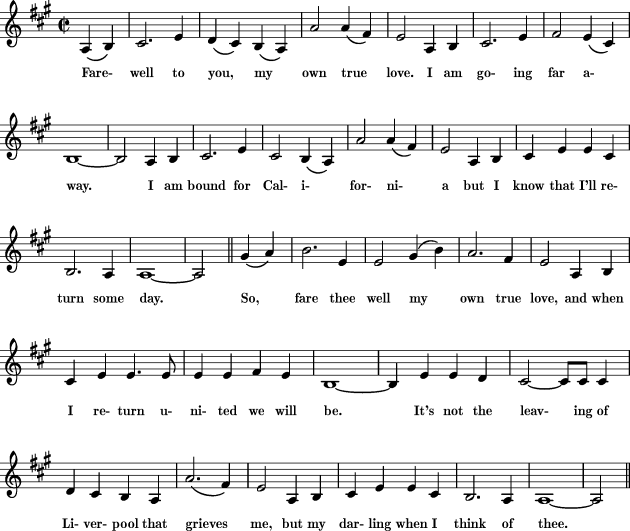 Fare- well to you, my own true love. I am go- ing far a-
way. I am bound for Cal- i- for- ni- a but I know that I'll re-
turn some day. So, fare thee well my own true love, and when
I re- turn u- ni- ted we will be. It's not the leav- ing of
Li- ver- pool that grieves me, but my dar- ling when I think of thee.